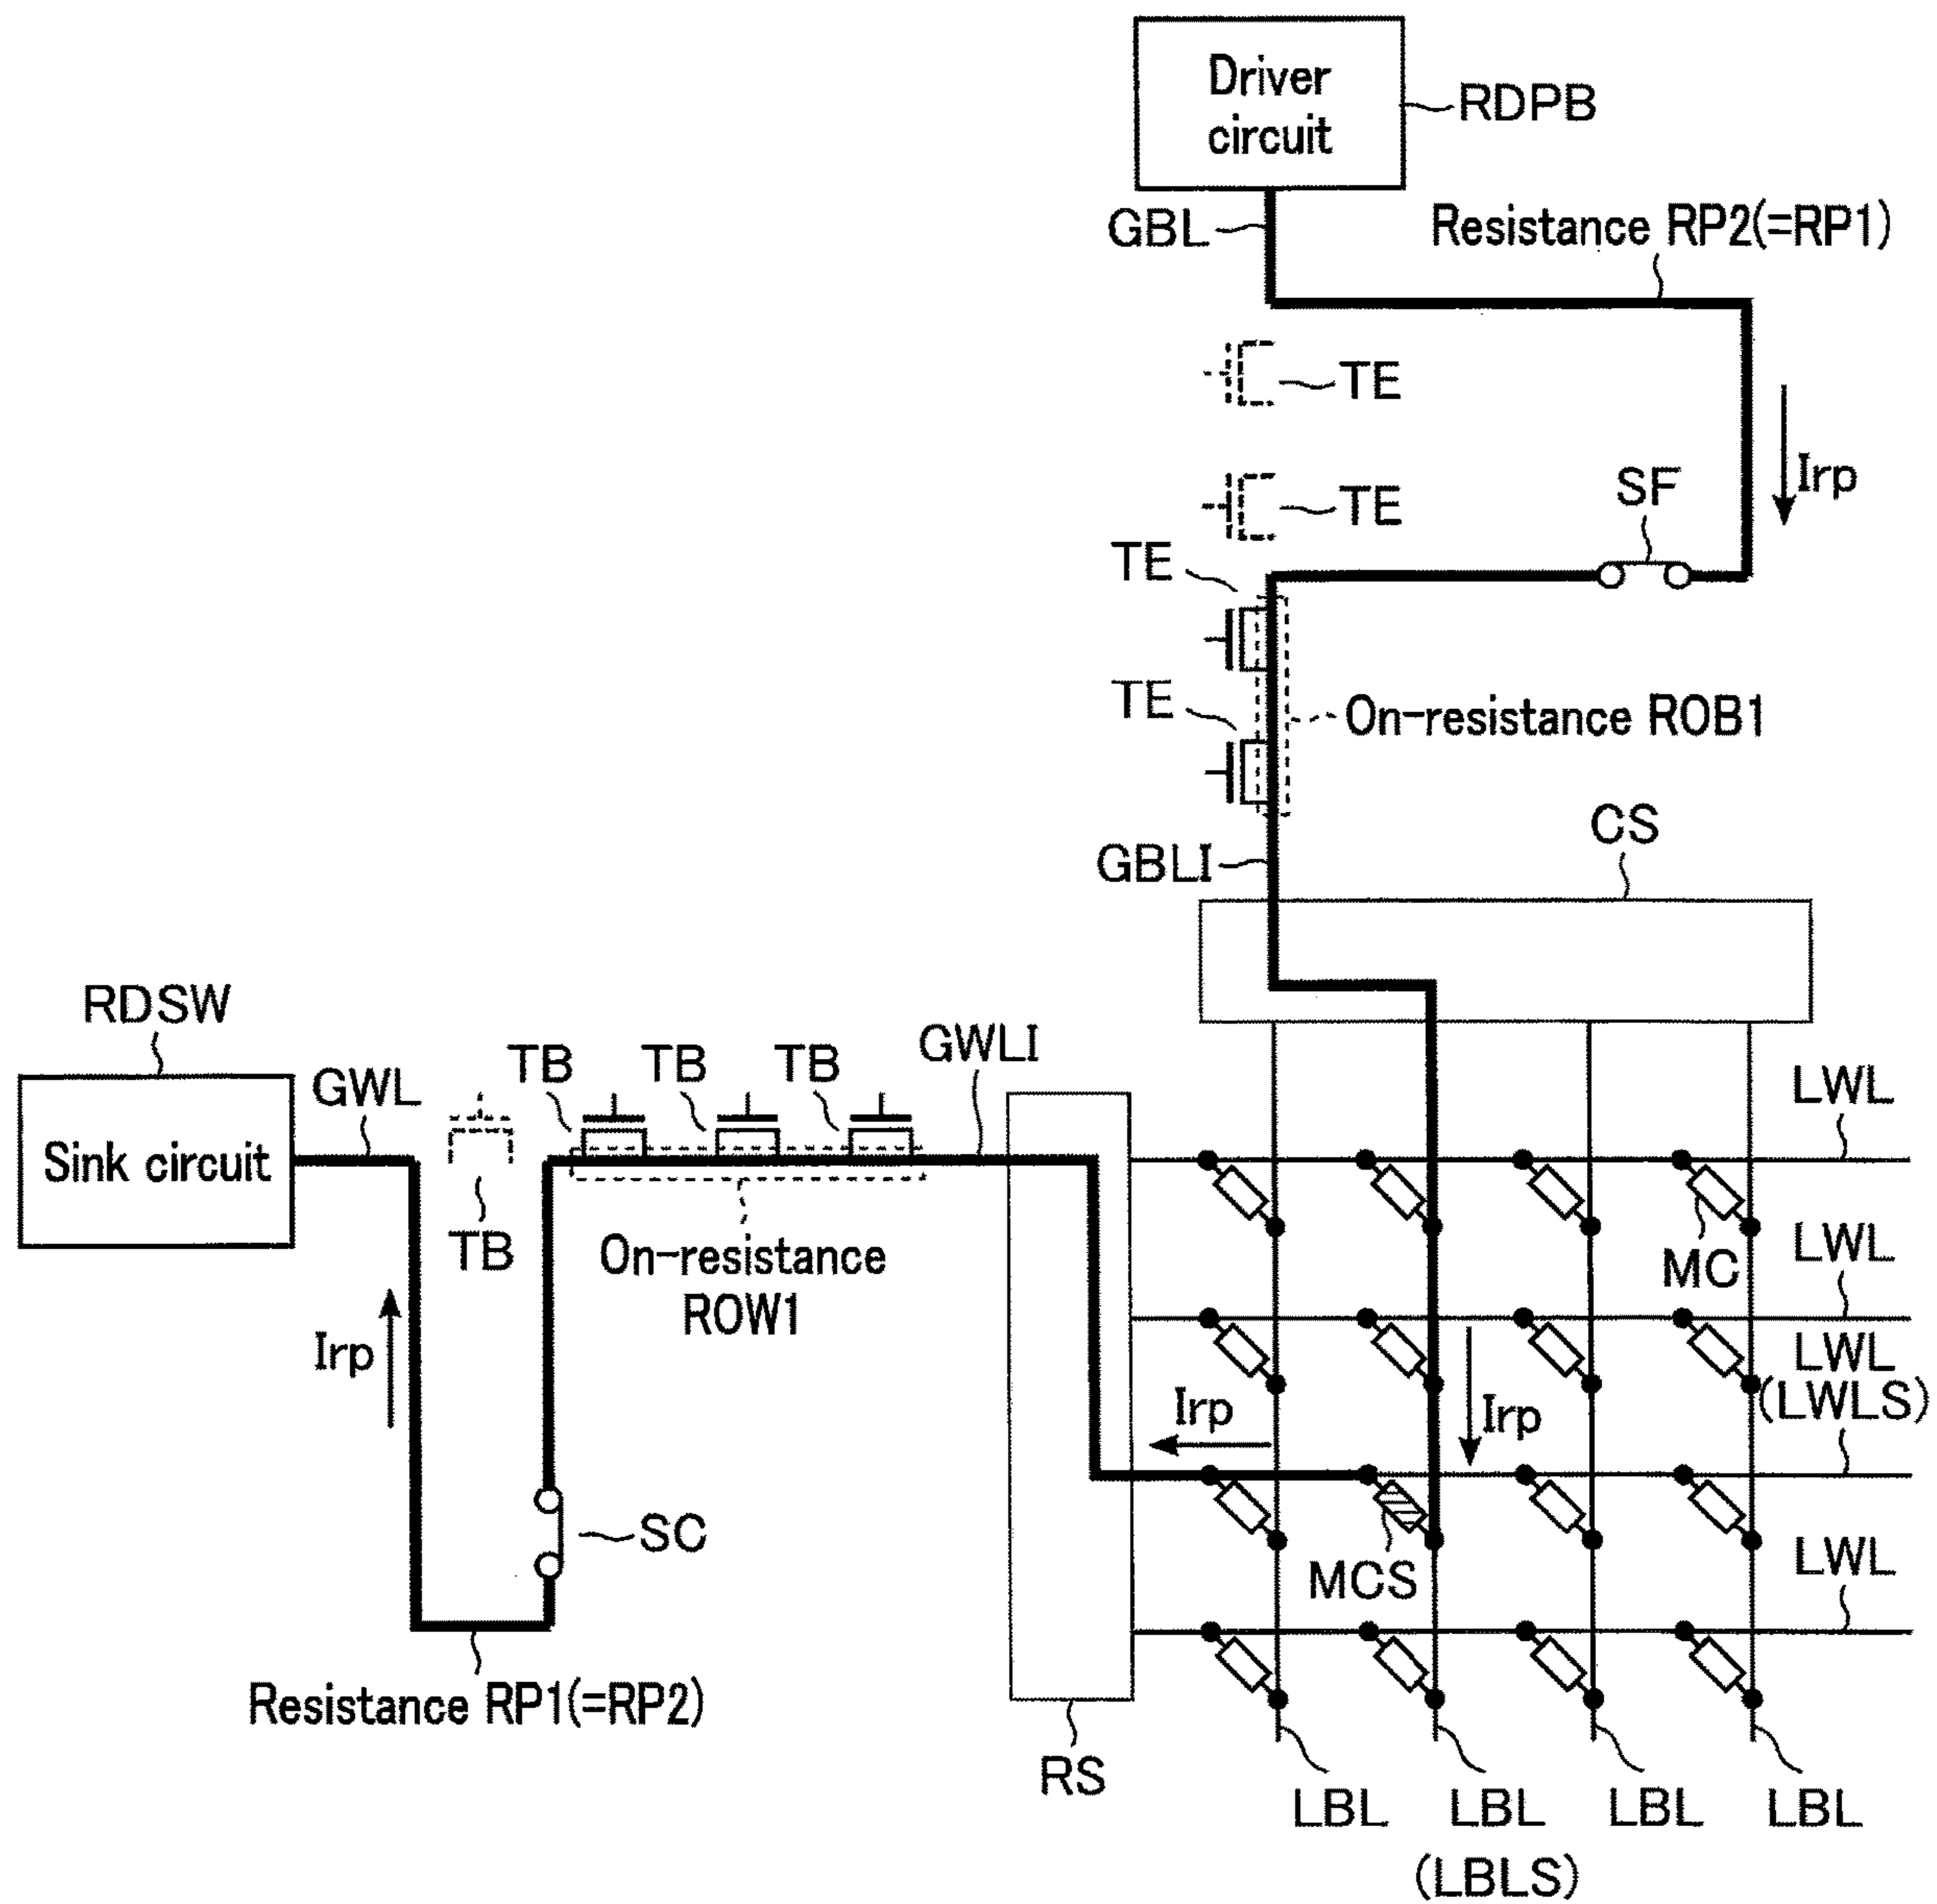 Driver
circuit
RDPB
GBL
Resistance RP2(=RP1)
TE
Irp
SF
TE
TE
TE
On-resistance ROB1
CS
GBLI
RDSW
GWL
TB
TB
TB
GWLI
LWL
Sink circuit
TB
On-resistance
ROW1
MC
LWL
Irp
LWL
(LWLS)
Irp
Irp
SC
MCS
LWL
Resistance RP1(=RP2)
RS
LBL
LBL
(LBLS)
LBL
LBL